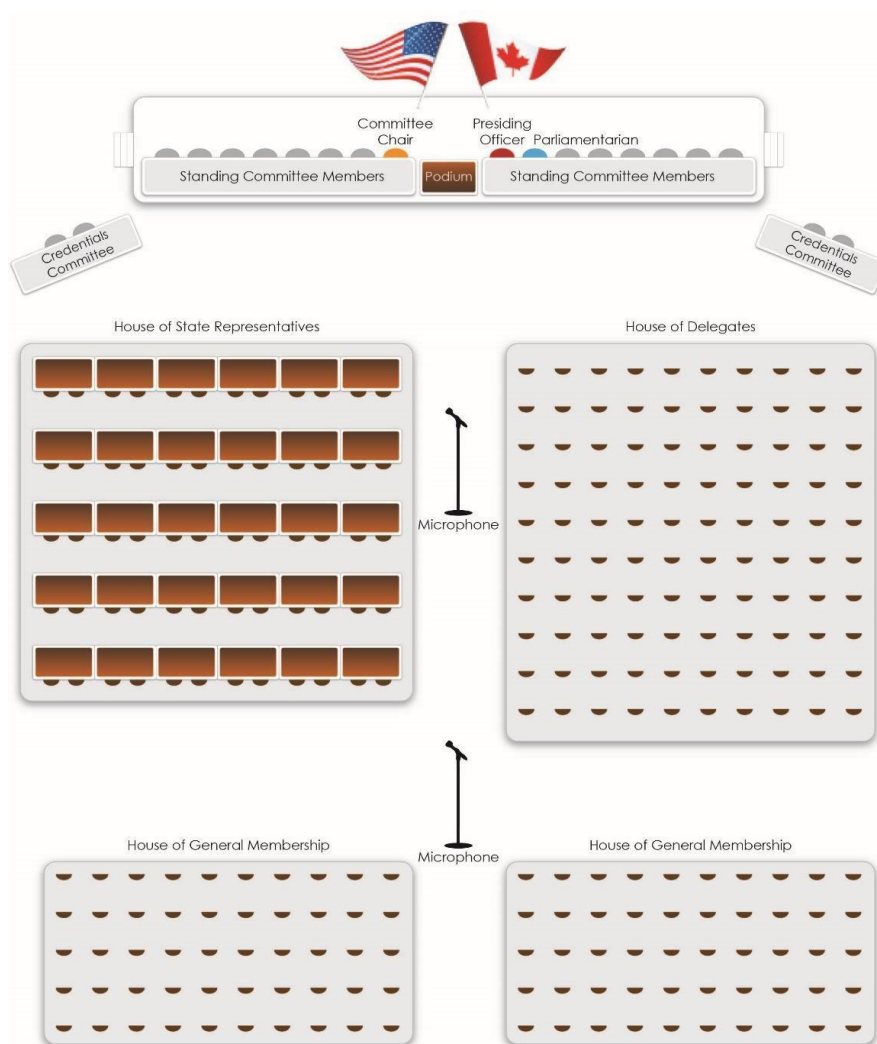 Committee
Chair
Presiding
Officer
Parliamentarian
Standing Committee Members
Podium
Standing Committee Members
Credentials
Committee
Credentials
Committee
House of State Representatives
House of Delegates
Microphone
House of General Membership
Microphone
House of General Membership